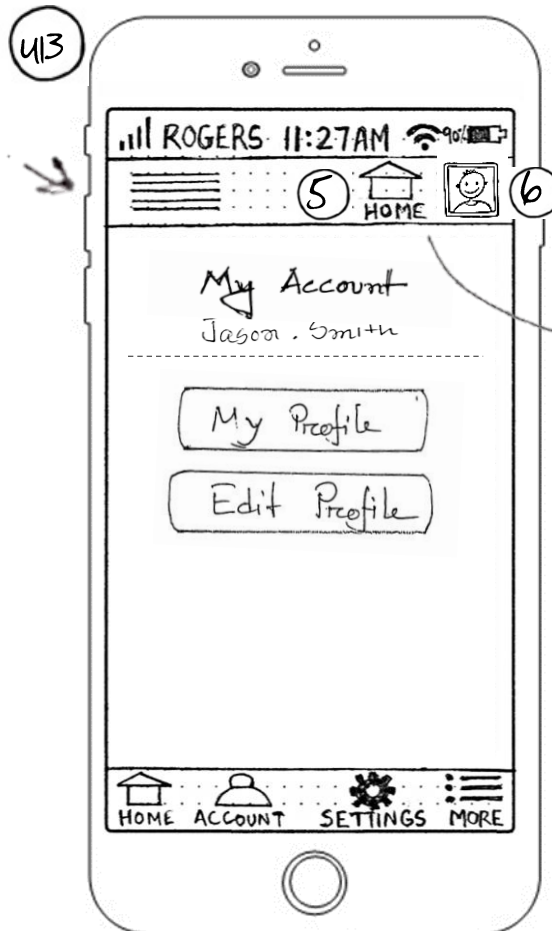 UI3
ROGERS 11:27AM 90%
5 HOME 6
My Account
Jason. Smith
My Profile
Edit Profile
HOME ACCOUNT SETTINGS MORE